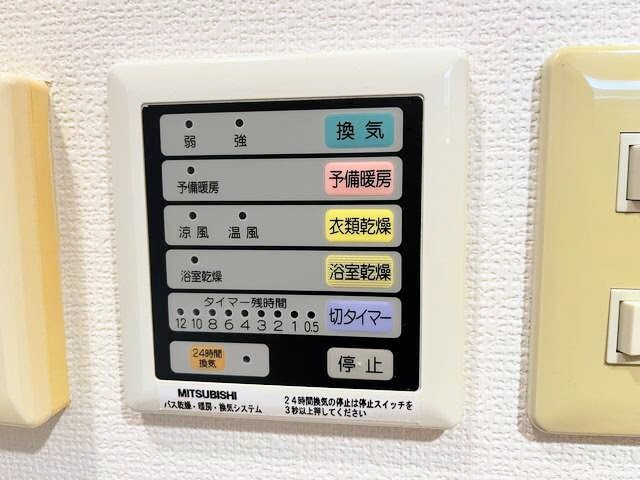 弱 強 換気
予備暖房 予備暖房
涼風 温風 衣類乾燥
浴室乾燥 浴室乾燥
タイマー残時間
12 10 8 6 4 3 2 1 0.5 切タイマー
24時間
換気
停止
MITSUBISHI
バス乾燥・暖房・換気システム
24時間換気の停止は停止スイッチを
3秒以上押してください